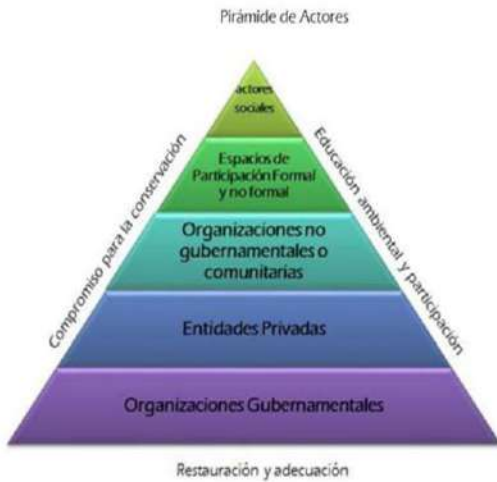 Pirámide de Actores
actores
sociales
Espacios de
Participación Formal
y no formal
Organizaciones no
gubernamentales o
comunitarias
Entidades Privadas
Organizaciones Gubernamentales
Compromiso para la conservación
Educación ambiental y participación
Restauración y adecuación